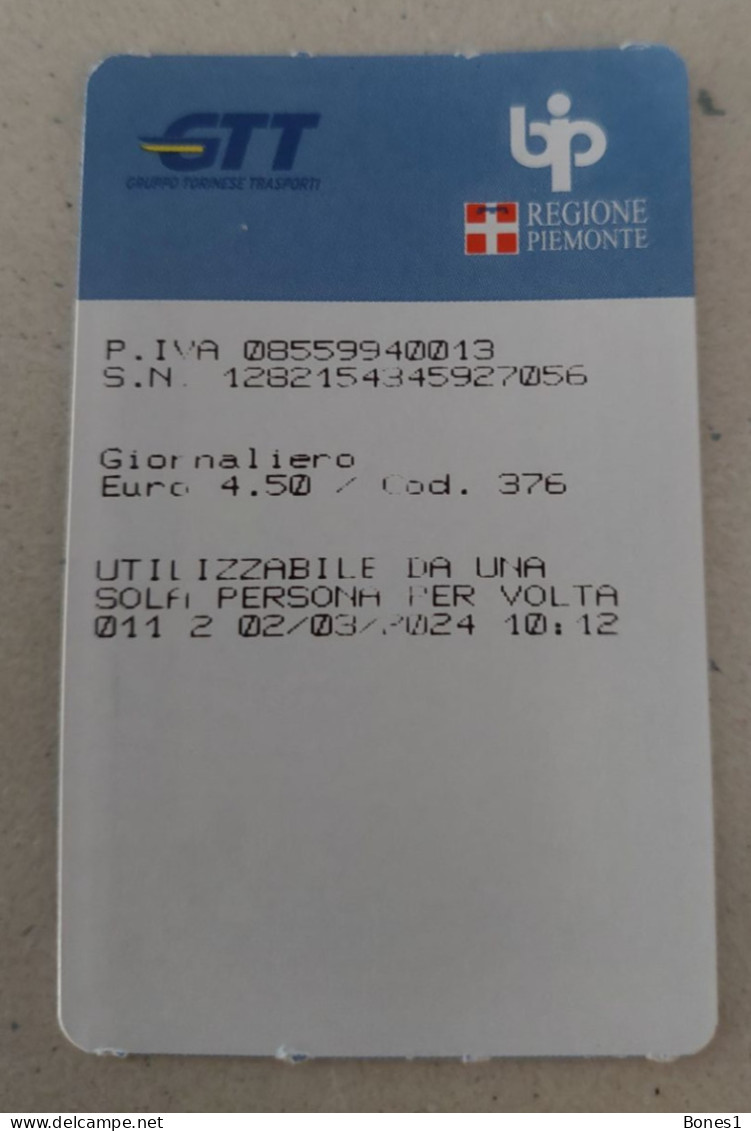 GTT
GRUPPO TORINESE TRASPORTI
bip
REGIONE
PIEMONTE
P.IVA 08559940013
S.N. 1282154345927056
Giornaliero
Euro 4.50 / Cod. 376
UTILIZZABILE DA UNA
SOLA PERSONA PER VOLTA
011 2 02/03/2024 10:12
delcampe.net
Bones1